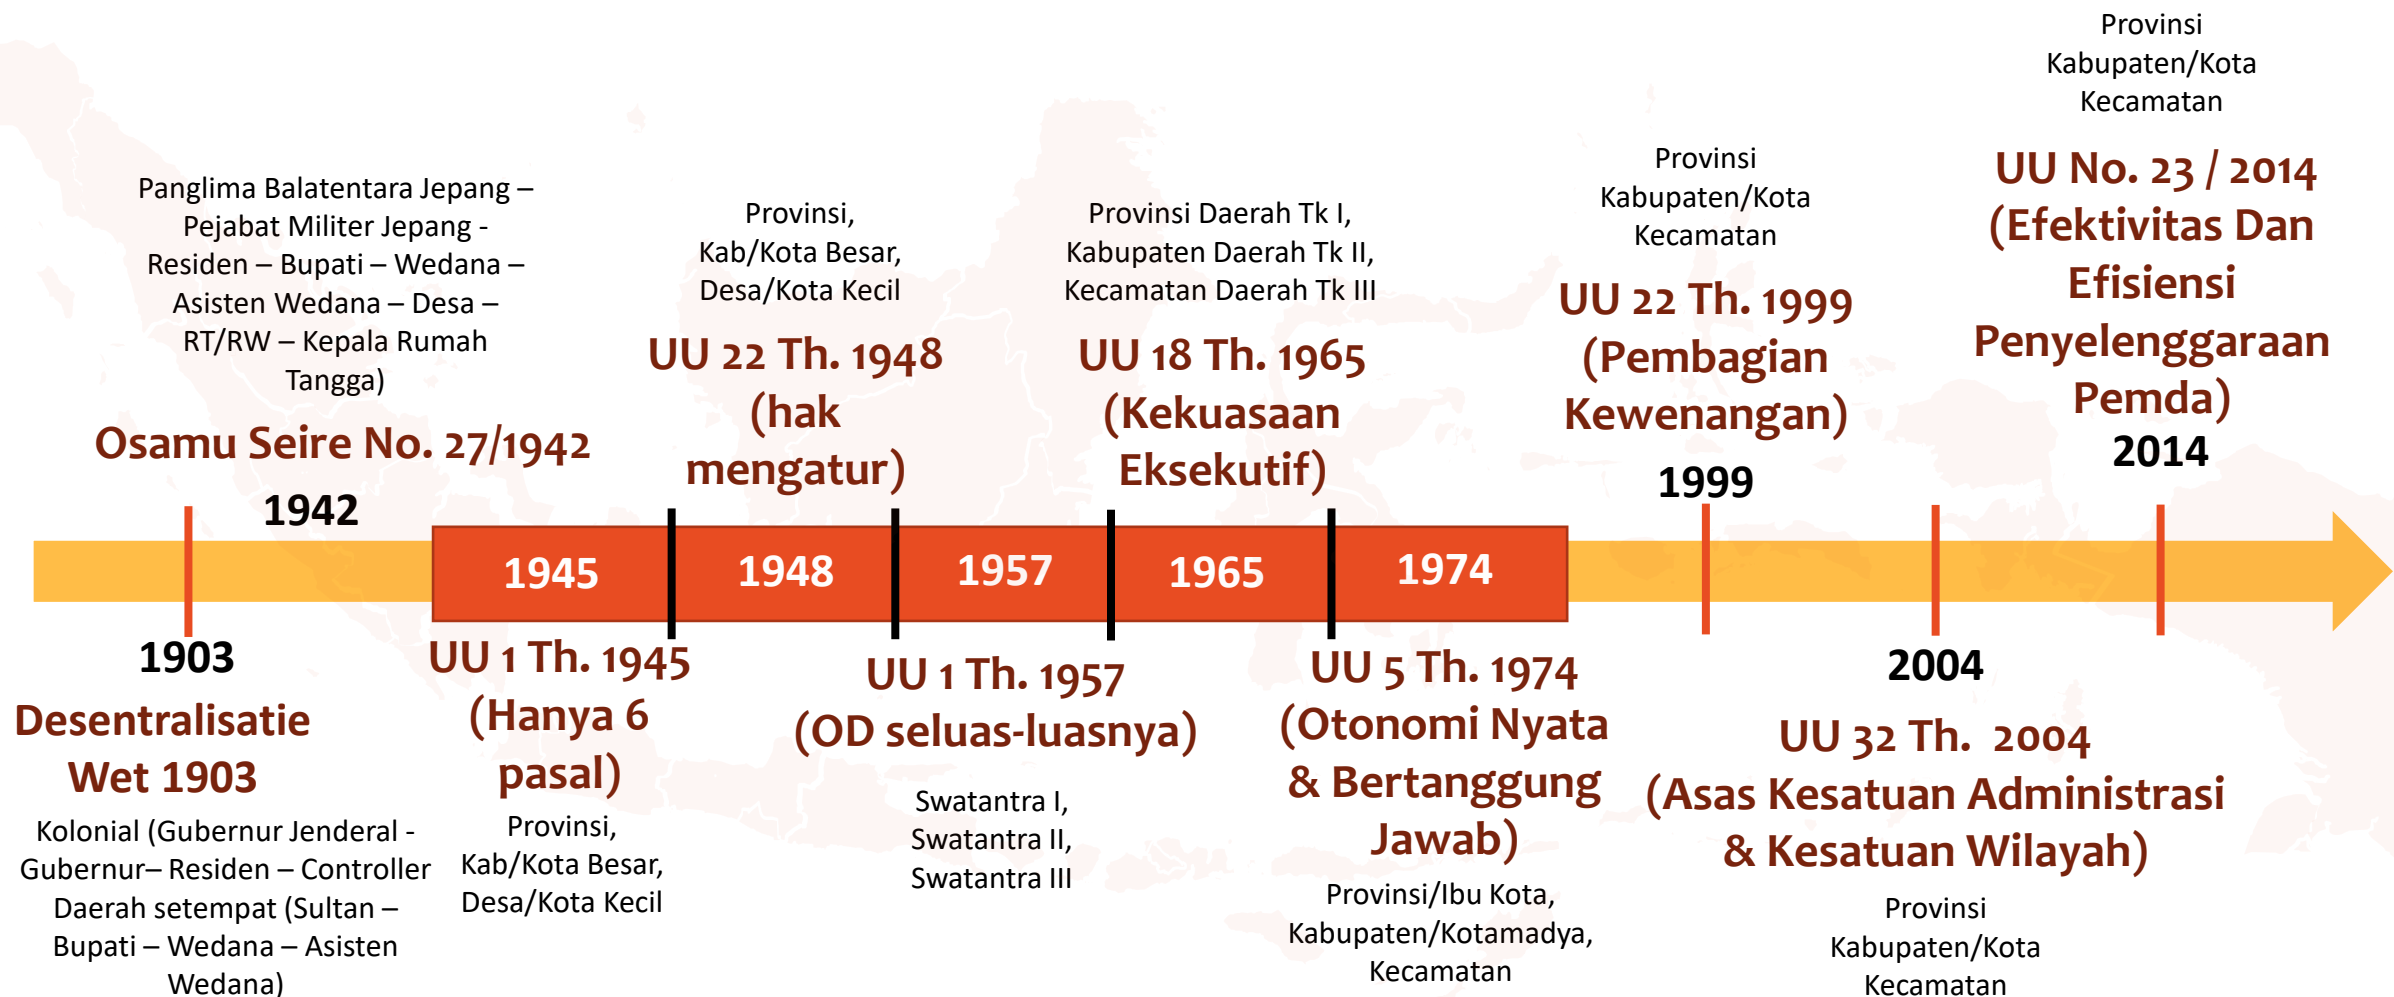 Panglima Balatentara Jepang –
Pejabat Militer Jepang -
Residen – Bupati – Wedana –
Asisten Wedana – Desa –
RT/RW – Kepala Rumah
Tangga)
Osamu Seire No. 27/1942
1942
Provinsi,
Kab/Kota Besar,
Desa/Kota Kecil
UU 22 Th. 1948
(hak
mengatur)
Provinsi Daerah Tk I,
Kabupaten Daerah Tk II,
Kecamatan Daerah Tk III
UU 18 Th. 1965
(Kekuasaan
Eksekutif)
Provinsi
Kabupaten/Kota
Kecamatan
UU 22 Th. 1999
(Pembagian
Kewenangan)
1999
Provinsi
Kabupaten/Kota
Kecamatan
UU No. 23 / 2014
(Efektivitas Dan
Efisiensi
Penyelenggaraan
Pemda)
2014
1945
1948
1957
1965
1974
1903
Desentralisatie
Wet 1903
Kolonial (Gubernur Jenderal -
Gubernur– Residen – Controller
Daerah setempat (Sultan –
Bupati – Wedana – Asisten
Wedana)
UU 1 Th. 1945
(Hanya 6
pasal)
Provinsi,
Kab/Kota Besar,
Desa/Kota Kecil
UU 1 Th. 1957
(OD seluas-luasnya)
Swatantra I,
Swatantra II,
Swatantra III
UU 5 Th. 1974
(Otonomi Nyata
& Bertanggung
Jawab)
Provinsi/Ibu Kota,
Kabupaten/Kotamadya,
Kecamatan
2004
UU 32 Th. 2004
(Asas Kesatuan Administrasi
& Kesatuan Wilayah)
Provinsi
Kabupaten/Kota
Kecamatan